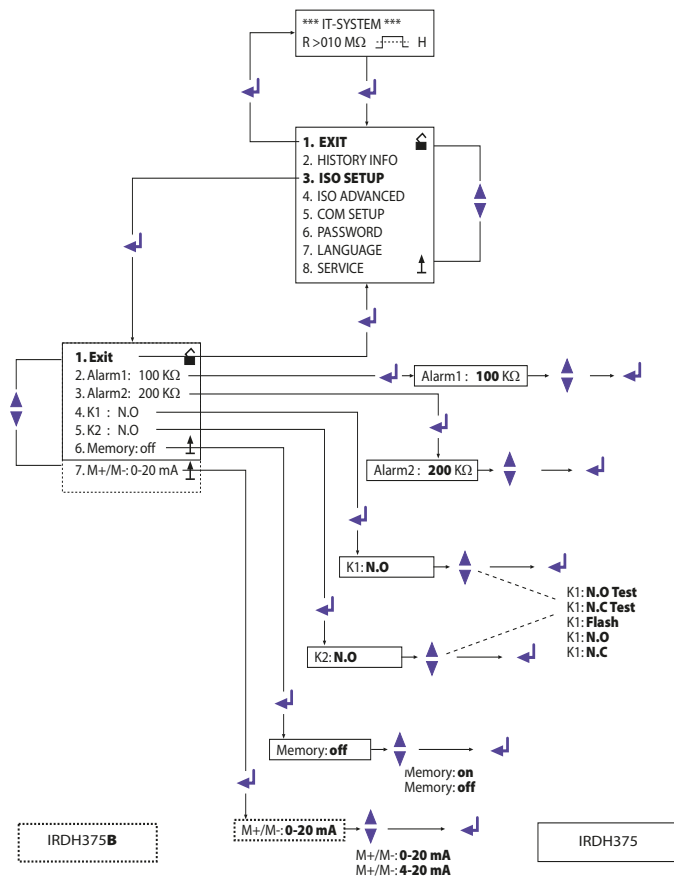 *** IT-SYSTEM ***
R >010 MΩ H
1. EXIT
2. HISTORY INFO
3. ISO SETUP
4. ISO ADVANCED
5. COM SETUP
6. PASSWORD
7. LANGUAGE
8. SERVICE
1. Exit
2. Alarm1: 100 KΩ
3. Alarm2: 200 KΩ
4. K1 : N.O
5. K2 : N.O
6. Memory: off
7. M+/M-: 0-20 mA
Alarm1 : 100 KΩ
Alarm2 : 200 KΩ
K1: N.O
K1: N.O Test
K1: N.C Test
K1: Flash
K1: N.O
K1: N.C
K2: N.O
Memory: off
Memory: on
Memory: off
M+/M-: 0-20 mA
M+/M-: 0-20 mA
M+/M-: 4-20 mA
IRDH375B
IRDH375